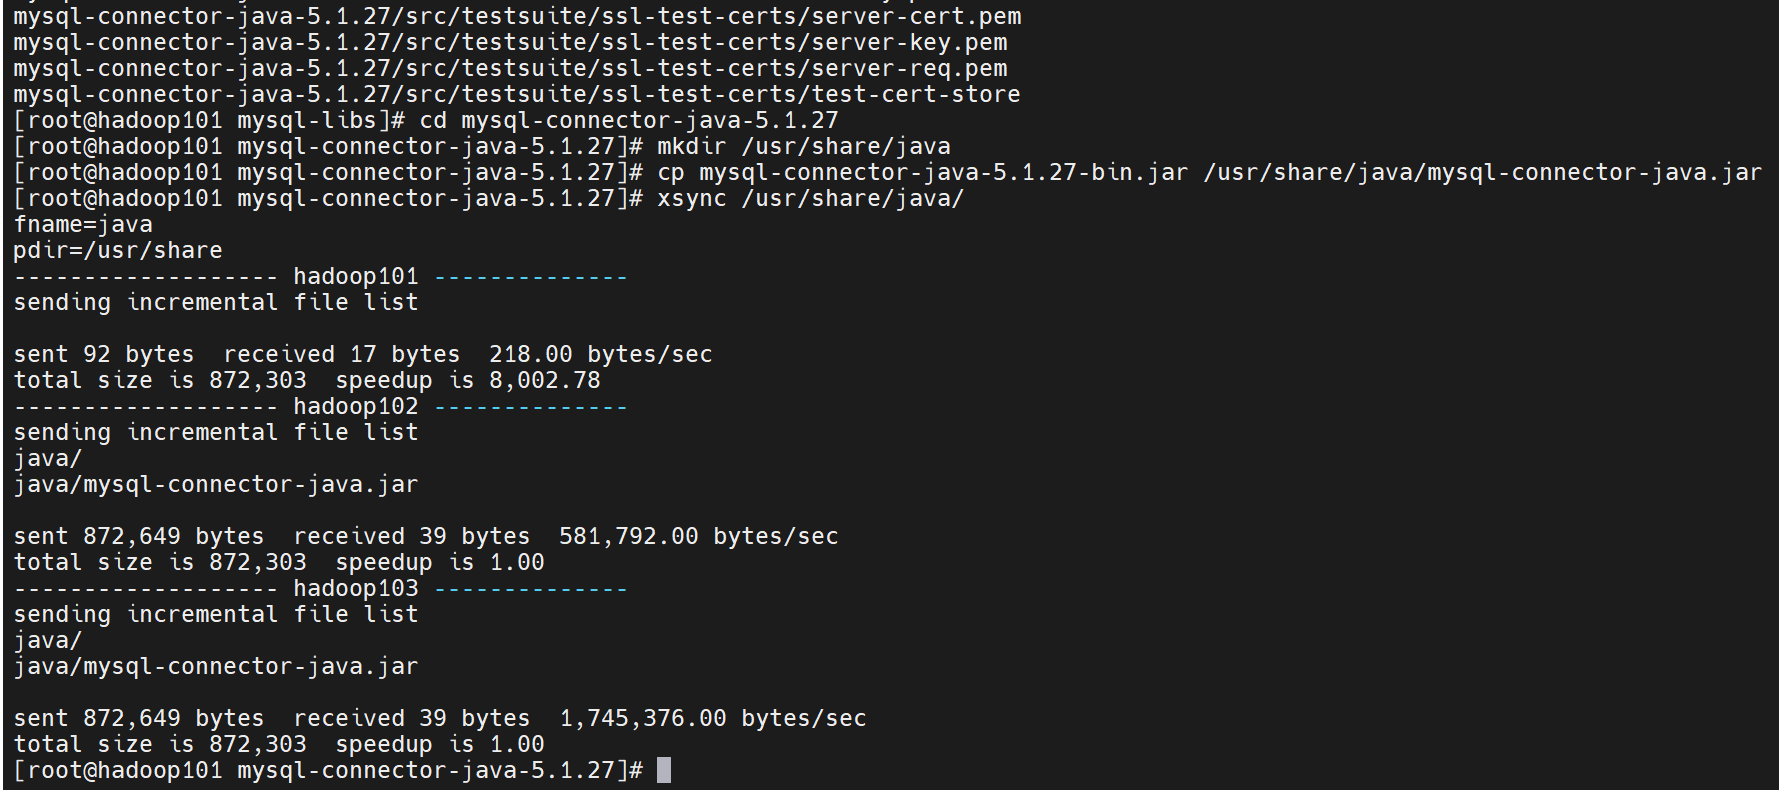 mysql-connector-java-5.1.27/src/testsuite/ssl-test-certs/server-cert.pem
mysql-connector-java-5.1.27/src/testsuite/ssl-test-certs/server-key.pem
mysql-connector-java-5.1.27/src/testsuite/ssl-test-certs/server-req.pem
mysql-connector-java-5.1.27/src/testsuite/ssl-test-certs/test-cert-store
[root@hadoop101 mysql-libs]# cd mysql-connector-java-5.1.27
[root@hadoop101 mysql-connector-java-5.1.27]# mkdir /usr/share/java
[root@hadoop101 mysql-connector-java-5.1.27]# cp mysql-connector-java-5.1.27-bin.jar /usr/share/java/mysql-connector-java.jar
[root@hadoop101 mysql-connector-java-5.1.27]# xsync /usr/share/java/
fname=java
pdir=/usr/share
------------------- hadoop101 --------------
sending incremental file list

sent 92 bytes  received 17 bytes  218.00 bytes/sec
total size is 872,303  speedup is 8,002.78
------------------- hadoop102 --------------
sending incremental file list
java/
java/mysql-connector-java.jar

sent 872,649 bytes  received 39 bytes  581,792.00 bytes/sec
total size is 872,303  speedup is 1.00
------------------- hadoop103 --------------
sending incremental file list
java/
java/mysql-connector-java.jar

sent 872,649 bytes  received 39 bytes  1,745,376.00 bytes/sec
total size is 872,303  speedup is 1.00
[root@hadoop101 mysql-connector-java-5.1.27]#